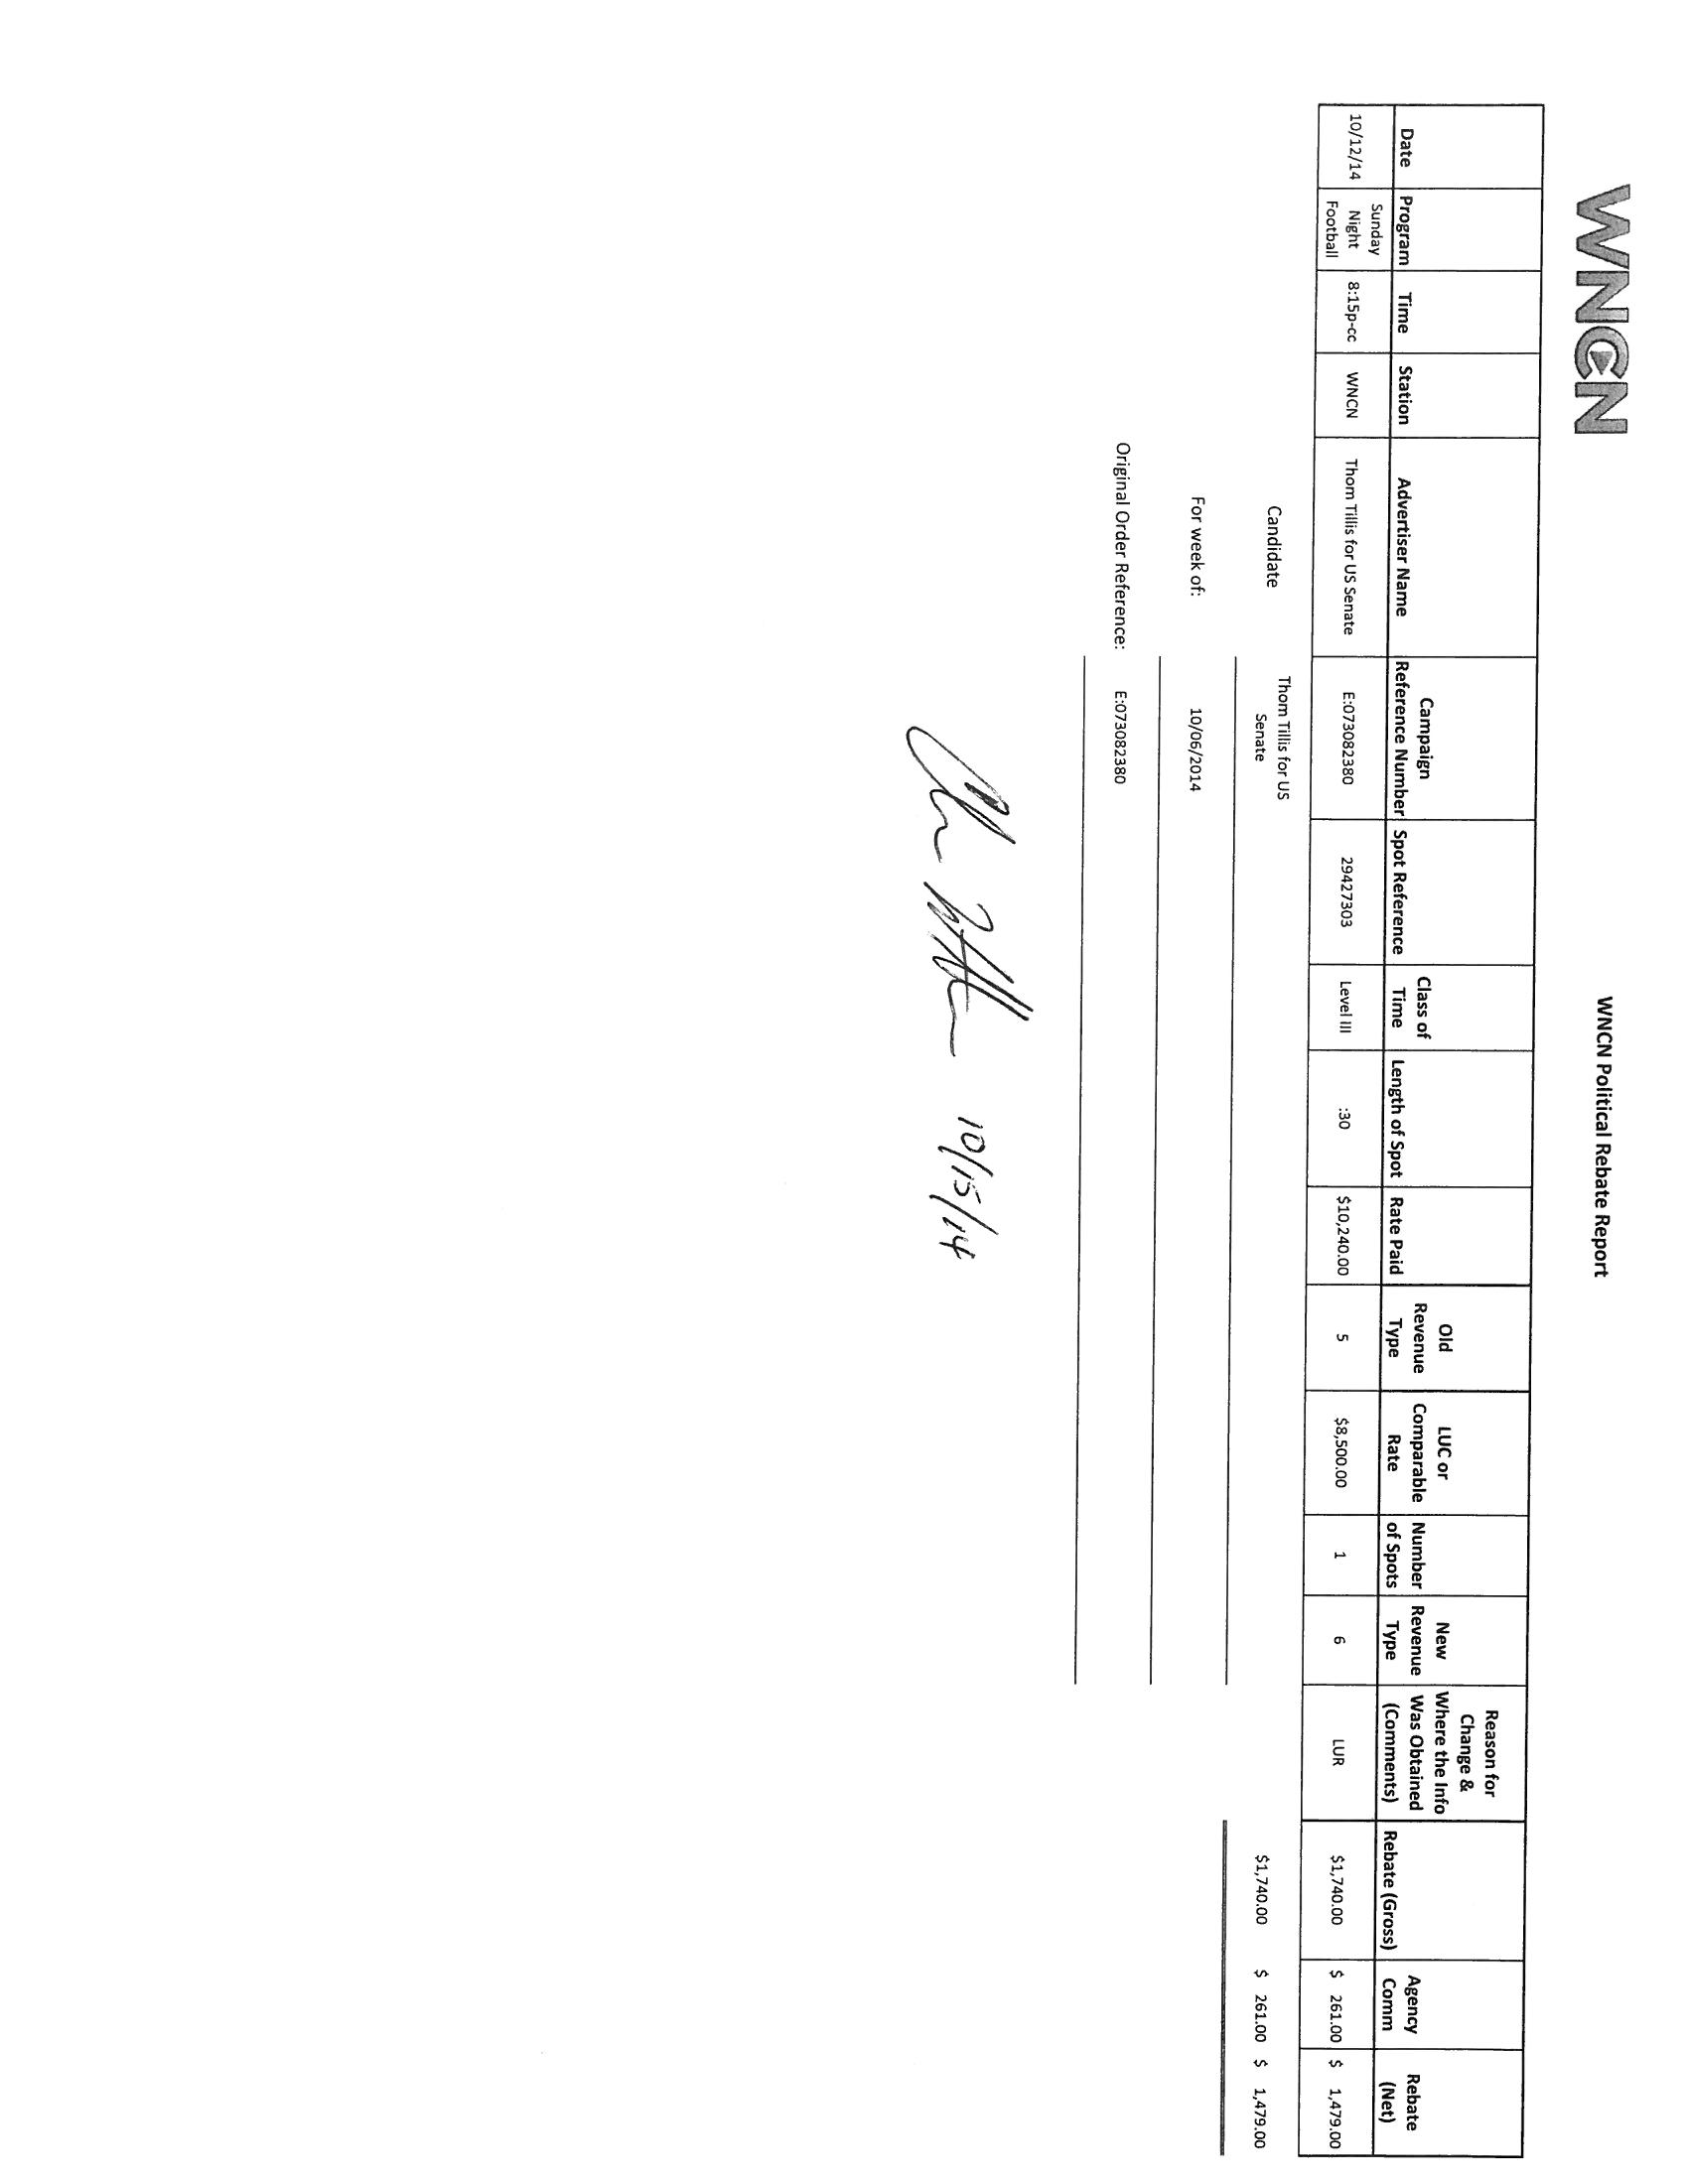 WNCN
WNCN Political Rebate Report
Date Program Time Station Advertiser Name Campaign Reference Number Spot Reference Class of Time Length of Spot Rate Paid Old Revenue Type LUC or Comparable Rate Number of Spots New Revenue Type Reason for Change & Where the Info Was Obtained (Comments) Rebate (Gross) Agency Comm Rebate (Net)
10/12/14 Sunday Night Football 8:15p-cc WNCN Thom Tillis for US Senate E:073082380 29427303 Level III :30 $10,240.00 5 $8,500.00 1 6 LUR $1,740.00 $ 261.00 $ 1,479.00
Candidate Thom Tillis for US Senate $1,740.00 $ 261.00 $ 1,479.00
For week of: 10/06/2014
Original Order Reference: E:073082380
10/15/14